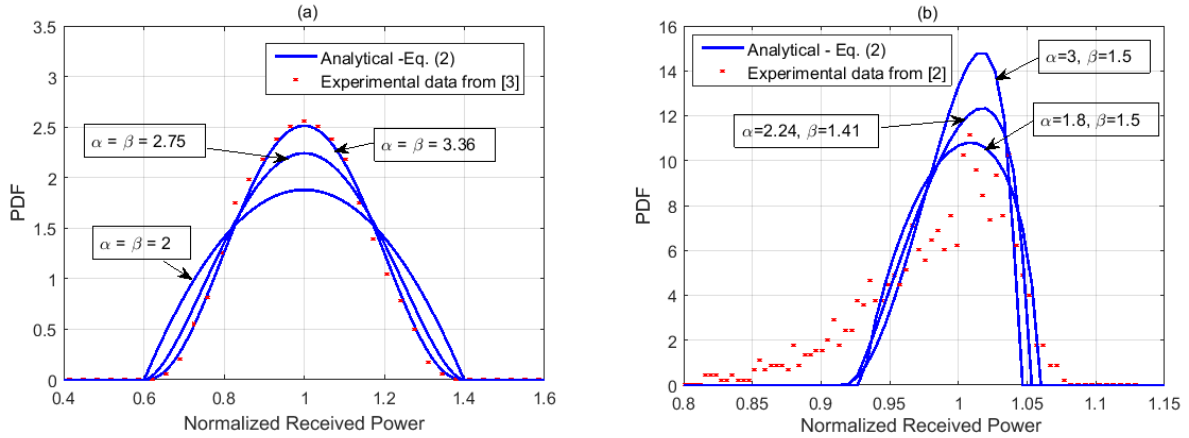 (a)
3.5
3
2.5
2
1.5
1
0.5
0
PDF
Analytical -Eq. (2)
Experimental data from [3]
α = β = 2.75
α = β = 3.36
α = β = 2
0.4 0.6 0.8 1 1.2 1.4 1.6
Normalized Received Power
(b)
16
14
12
10
8
6
4
2
0
PDF
Analytical - Eq. (2)
Experimental data from [2]
α=3, β=1.5
α=2.24, β=1.41
α=1.8, β=1.5
0.8 0.85 0.9 0.95 1 1.05 1.1 1.15
Normalized Received Power